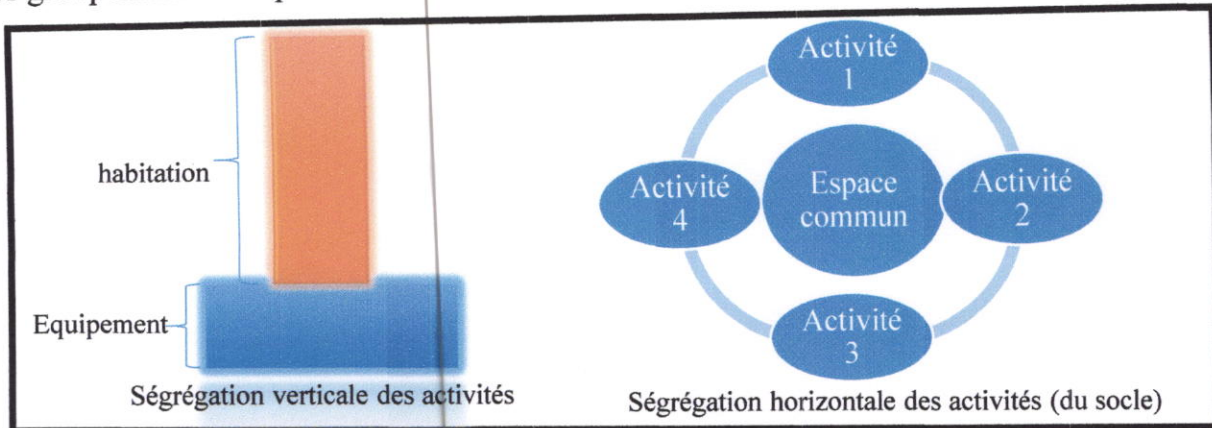 habitation
Equipement
Ségrégation verticale des activités
Activité
1
Activité
2
Activité
3
Activité
4
Espace
commun
Ségrégation horizontale des activités (du socle)